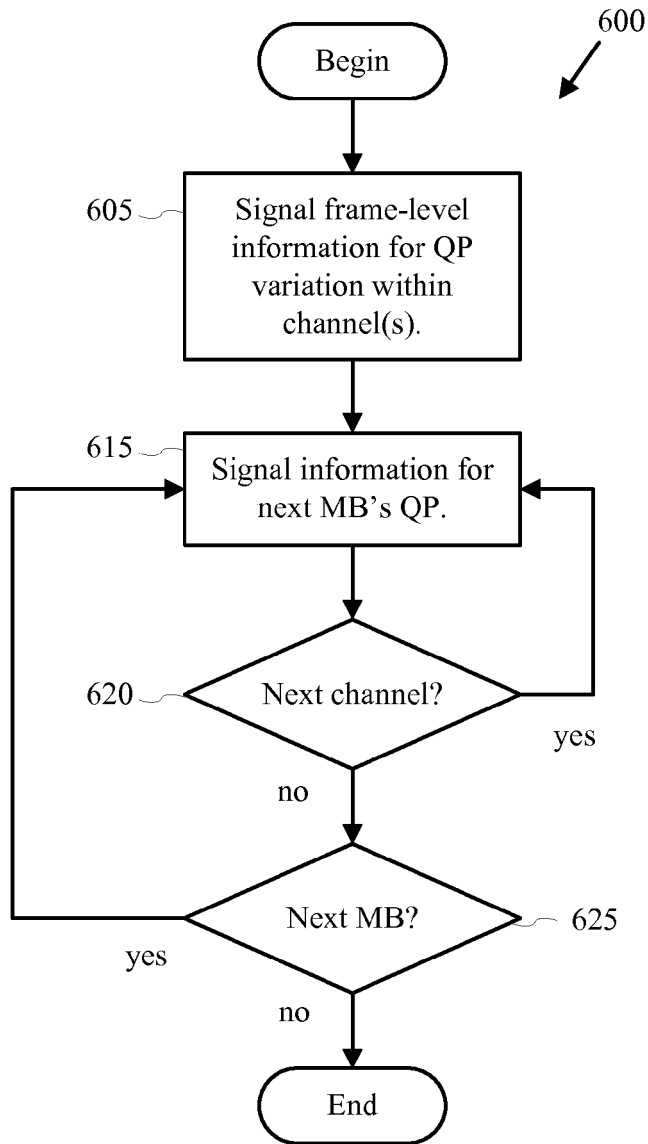 600
Begin
605
Signal frame-level
information for QP
variation within
channel(s).
615
Signal information for
next MB's QP.
620
Next channel?
yes
no
Next MB?
625
yes
no
End